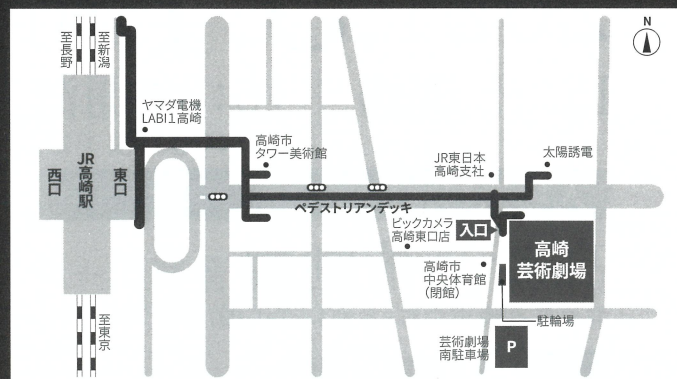 至長野
至新潟
N
ヤマダ電機
LABI1高崎
高崎市
タワー美術館
JR東日本
高崎支社
太陽誘電
西口
JR高崎駅
東口
ペデストリアンデッキ
ビックカメラ
高崎東口店
入口
高崎
芸術劇場
高崎市
中央体育館
(閉館)
駐輪場
至東京
芸術劇場
南駐車場
P